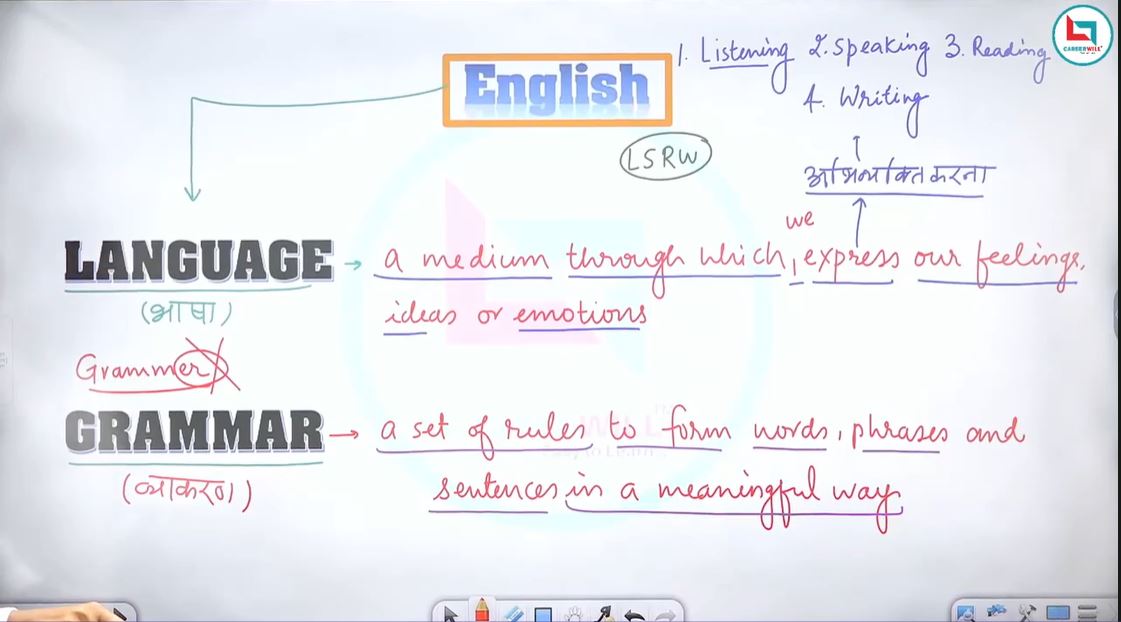 1. Listening 2. Speaking 3. Reading
4. Writing
CAREERWILL
English
LSRW
अभिव्यक्ति करना
we
LANGUAGE → a medium through which, express our feelings,
(भाषा)
ideas or emotions
Grammer
GRAMMAR → a set of rules to form words, phrases and
(व्याकरण)
sentences in a meaningful way